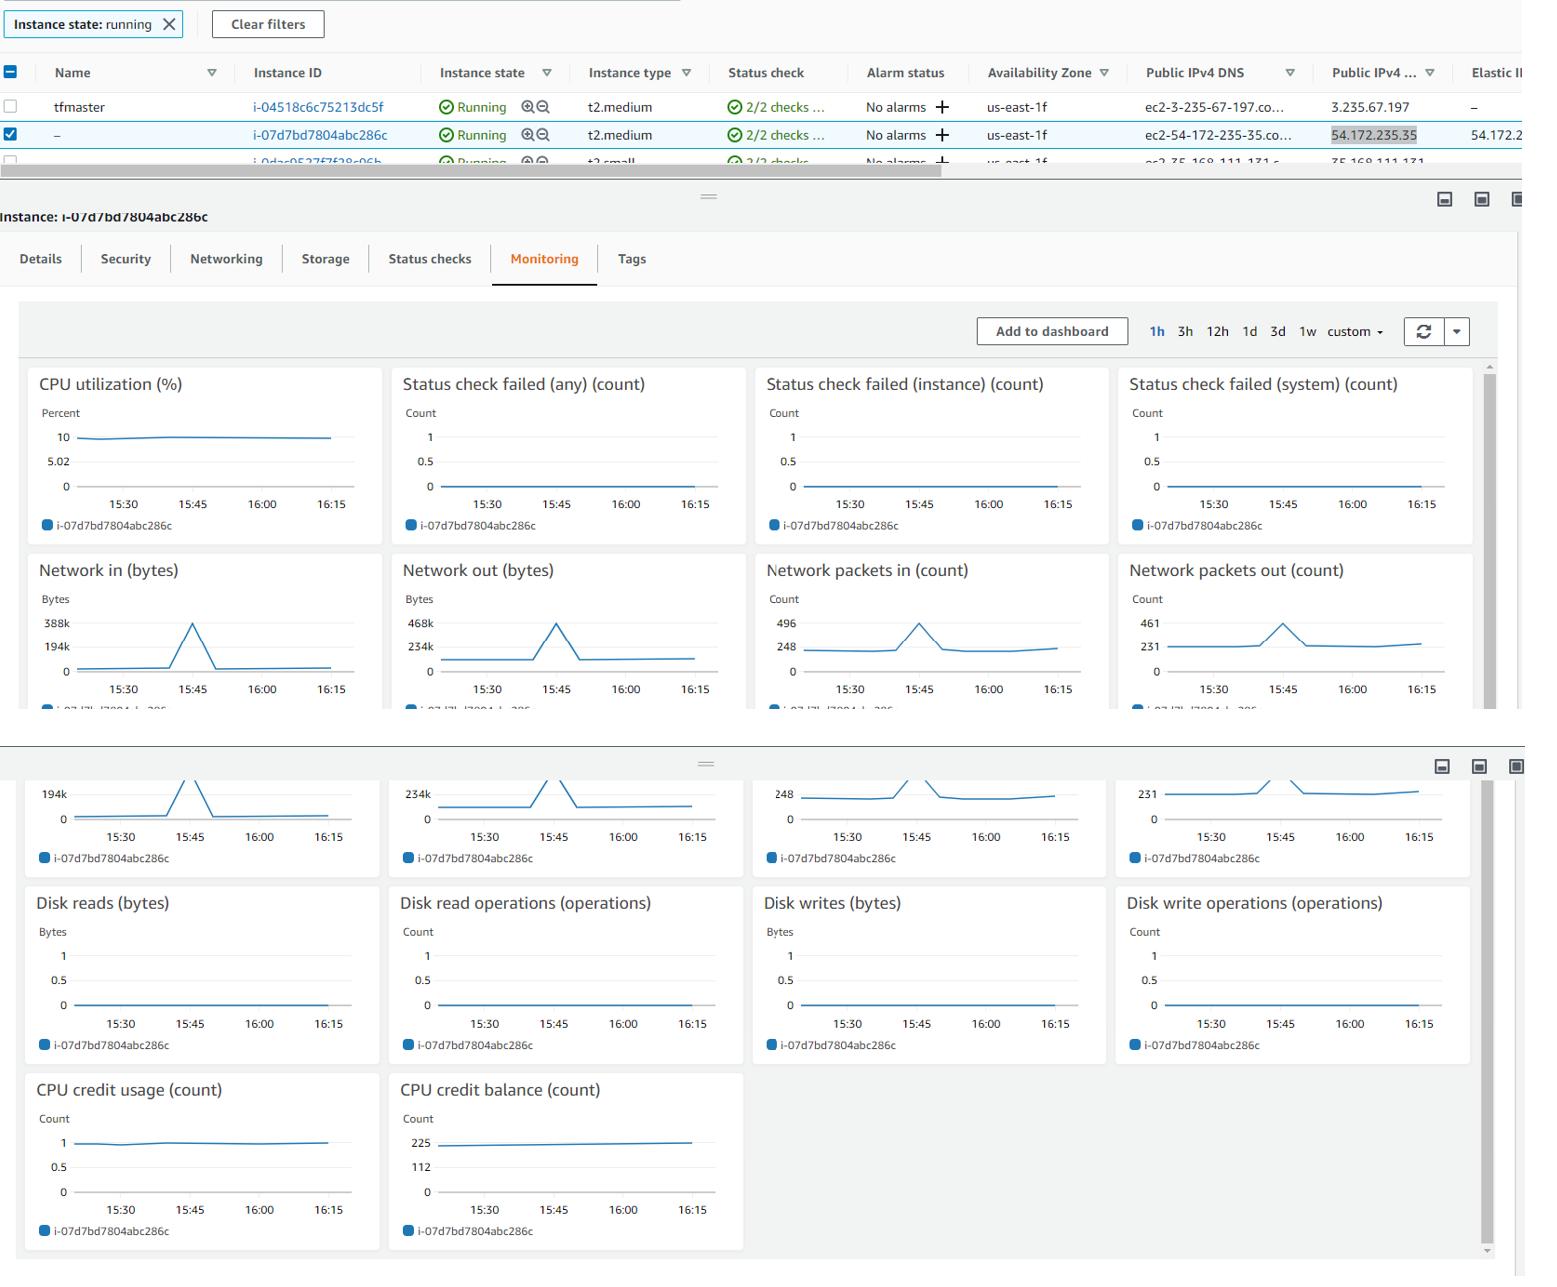 Instance state: running
Clear filters
Name Instance ID Instance state Instance type Status check Alarm status Availability Zone Public IPv4 DNS Public IPv4 ... Elastic II
tfmaster i-04518c6c75213dc5f Running t2.medium 2/2 checks ... No alarms us-east-1f ec2-3-235-67-197.co... 3.235.67.197 –
– i-07d7bd7804abc286c Running t2.medium 2/2 checks ... No alarms us-east-1f ec2-54-172-235-35.co... 54.172.235.35 54.172.2
Running t2.small 2/2 checks No alarms us-east-1f
Instance: i-07d7bd7804abc286c
Details Security Networking Storage Status checks Monitoring Tags
Add to dashboard 1h 3h 12h 1d 3d 1w custom
CPU utilization (%)
Percent
10
5.02
0
15:30 15:45 16:00 16:15
i-07d7bd7804abc286c
Status check failed (any) (count)
Count
1
0.5
0
15:30 15:45 16:00 16:15
i-07d7bd7804abc286c
Status check failed (instance) (count)
Count
1
0.5
0
15:30 15:45 16:00 16:15
i-07d7bd7804abc286c
Status check failed (system) (count)
Count
1
0.5
0
15:30 15:45 16:00 16:15
i-07d7bd7804abc286c
Network in (bytes)
Bytes
388k
194k
0
15:30 15:45 16:00 16:15
Network out (bytes)
Bytes
468k
234k
0
15:30 15:45 16:00 16:15
Network packets in (count)
Count
496
248
0
15:30 15:45 16:00 16:15
Network packets out (count)
Count
461
231
0
15:30 15:45 16:00 16:15
194k
0
15:30 15:45 16:00 16:15
i-07d7bd7804abc286c
234k
0
15:30 15:45 16:00 16:15
i-07d7bd7804abc286c
248
0
15:30 15:45 16:00 16:15
i-07d7bd7804abc286c
231
0
15:30 15:45 16:00 16:15
i-07d7bd7804abc286c
Disk reads (bytes)
Bytes
1
0.5
0
15:30 15:45 16:00 16:15
i-07d7bd7804abc286c
Disk read operations (operations)
Count
1
0.5
0
15:30 15:45 16:00 16:15
i-07d7bd7804abc286c
Disk writes (bytes)
Bytes
1
0.5
0
15:30 15:45 16:00 16:15
i-07d7bd7804abc286c
Disk write operations (operations)
Count
1
0.5
0
15:30 15:45 16:00 16:15
i-07d7bd7804abc286c
CPU credit usage (count)
Count
1
0.5
0
15:30 15:45 16:00 16:15
i-07d7bd7804abc286c
CPU credit balance (count)
Count
225
112
0
15:30 15:45 16:00 16:15
i-07d7bd7804abc286c